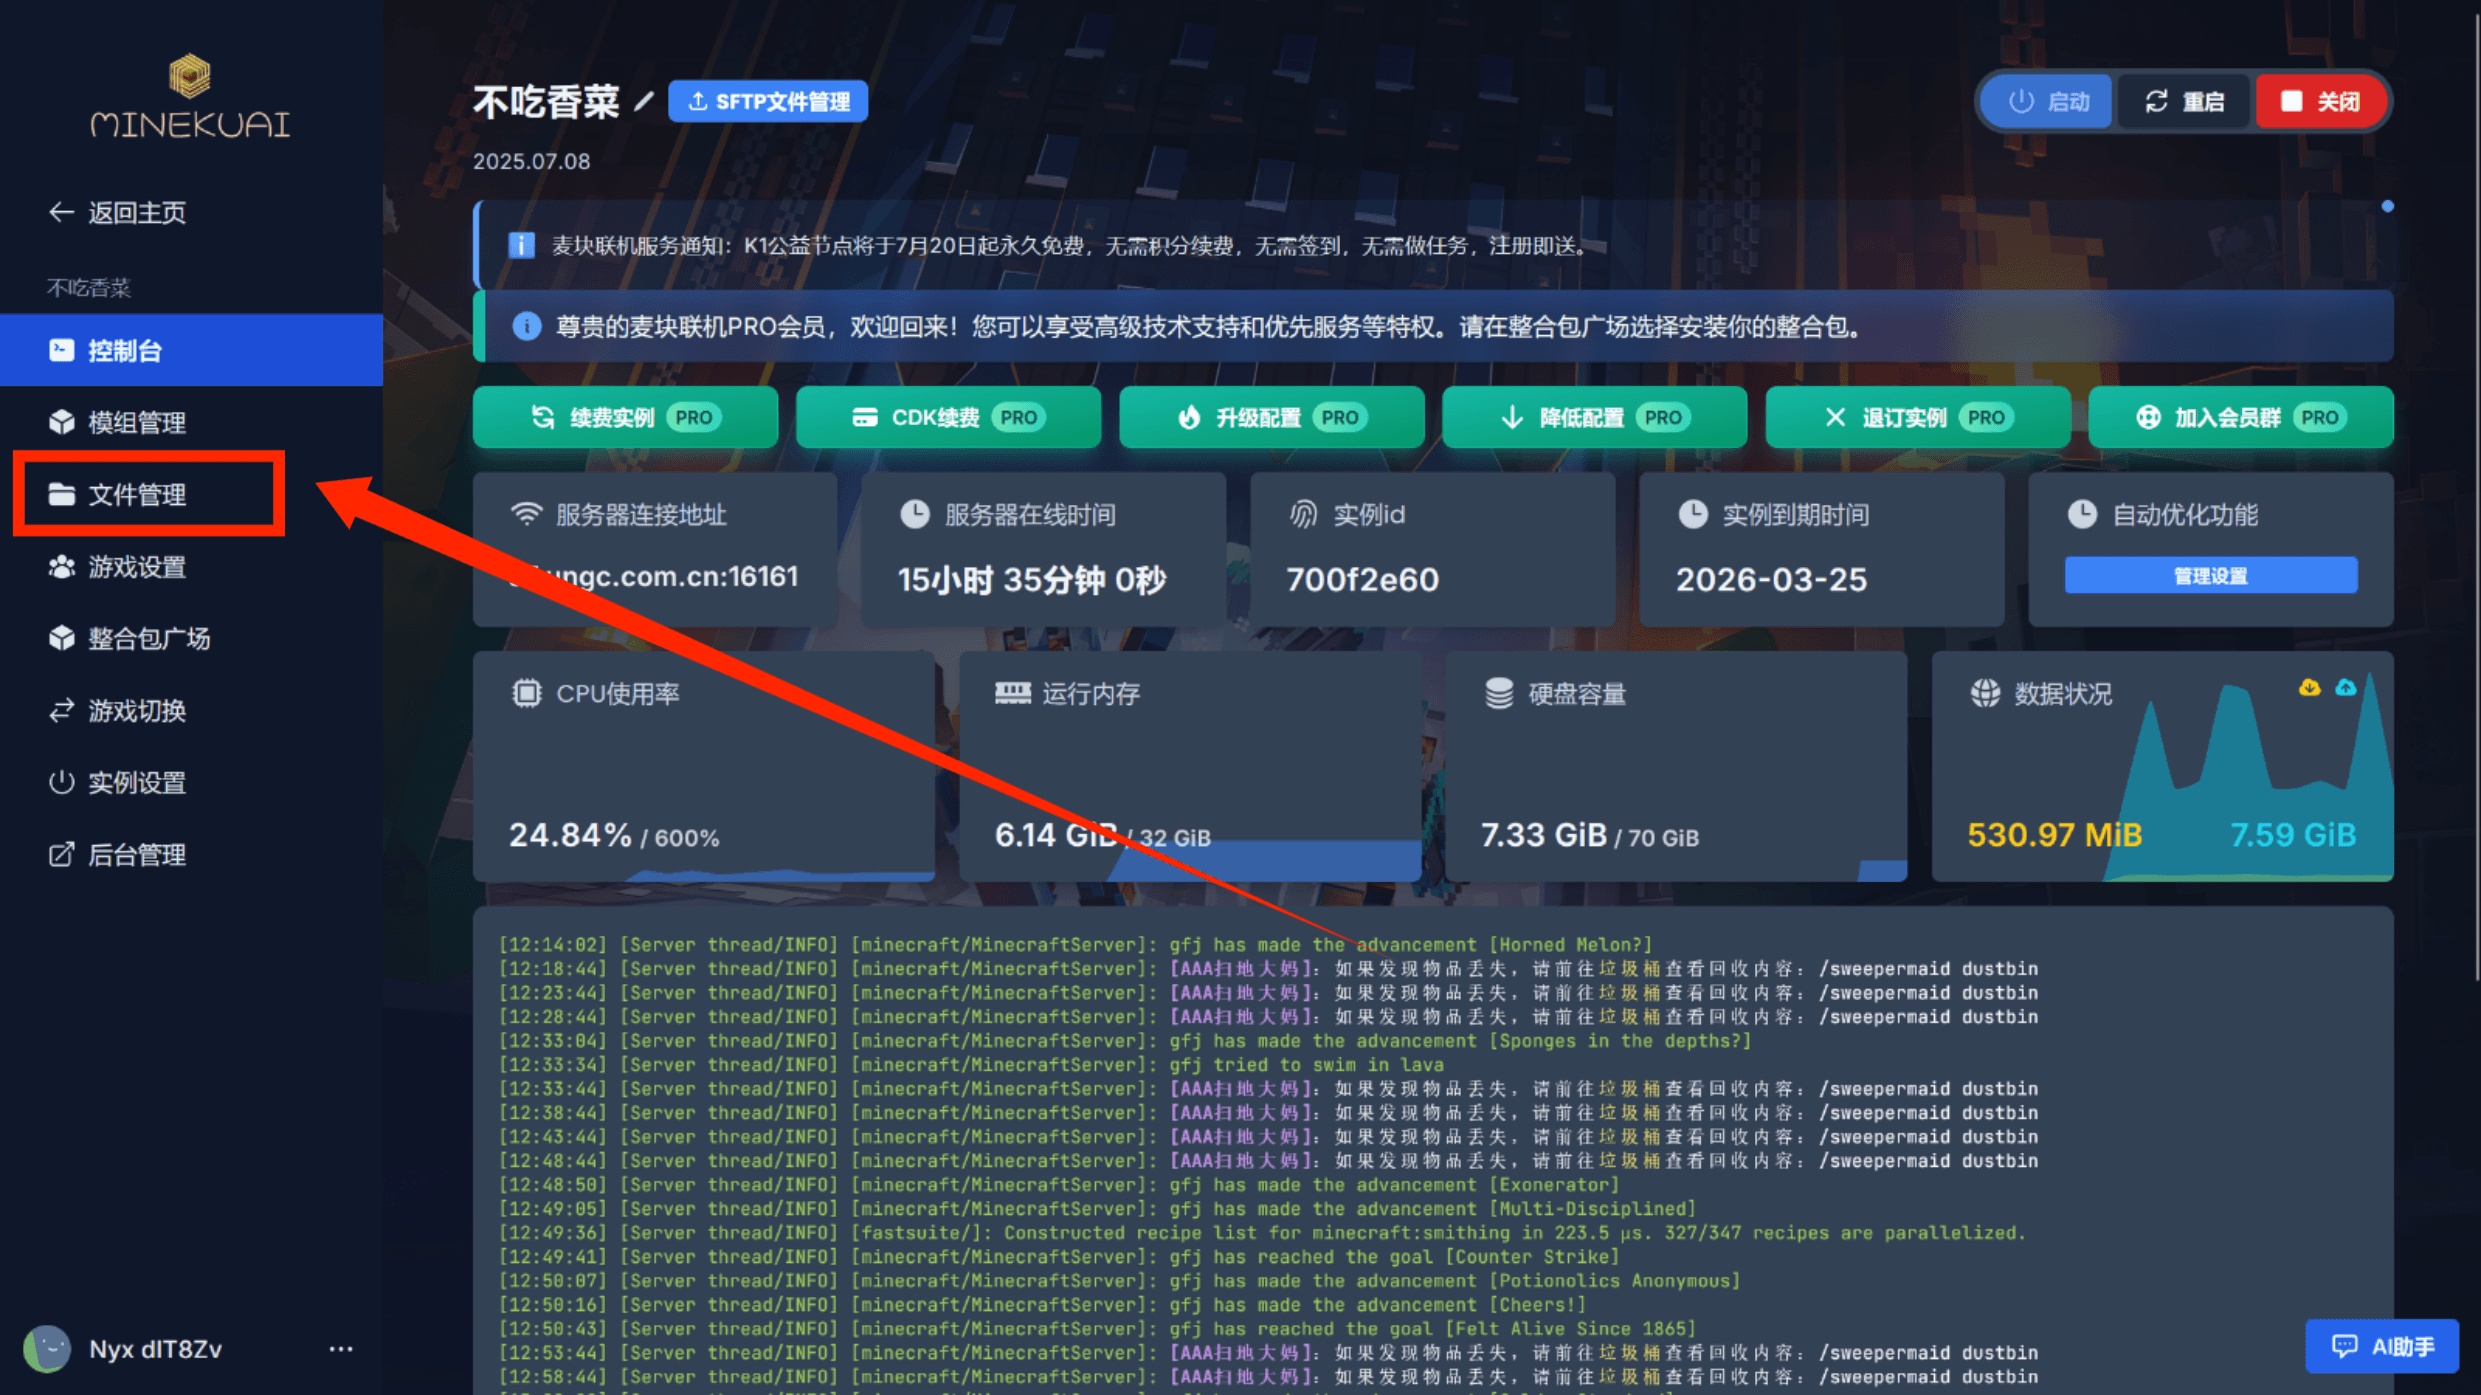 MINEKUAI
返回主页
不吃香菜
控制台
模组管理
文件管理
游戏设置
整合包广场
游戏切换
实例设置
后台管理
Nyx dIT8Zv
不吃香菜
SFTP文件管理
启动
重启
关闭
2025.07.08
麦块联机服务通知：K1公益节点将于7月20日起永久免费，无需积分续费，无需签到，无需做任务，注册即送。
尊贵的麦块联机PRO会员，欢迎回来！您可以享受高级技术支持和优先服务等特权。请在整合包广场选择安装你的整合包。
续费实例 PRO
CDK续费 PRO
升级配置 PRO
降低配置 PRO
退订实例 PRO
加入会员群 PRO
服务器连接地址
ngc.com.cn:16161
服务器在线时间
15小时 35分钟 0秒
实例id
700f2e60
实例到期时间
2026-03-25
自动优化功能
管理设置
CPU使用率
24.84% / 600%
运行内存
6.14 GiB / 32 GiB
硬盘容量
7.33 GiB / 70 GiB
数据状况
530.97 MiB
7.59 GiB
[12:14:02] [Server thread/INFO] [minecraft/MinecraftServer]: gfj has made the advancement [Horned Melon?]
[12:18:44] [Server thread/INFO] [minecraft/MinecraftServer]: [AAA扫地大妈]：如果发现物品丢失，请前往垃圾桶查看回收内容：/sweepermaid dustbin
[12:23:44] [Server thread/INFO] [minecraft/MinecraftServer]: [AAA扫地大妈]：如果发现物品丢失，请前往垃圾桶查看回收内容：/sweepermaid dustbin
[12:28:44] [Server thread/INFO] [minecraft/MinecraftServer]: [AAA扫地大妈]：如果发现物品丢失，请前往垃圾桶查看回收内容：/sweepermaid dustbin
[12:33:04] [Server thread/INFO] [minecraft/MinecraftServer]: gfj has made the advancement [Sponges in the depths?]
[12:33:34] [Server thread/INFO] [minecraft/MinecraftServer]: gfj tried to swim in lava
[12:33:44] [Server thread/INFO] [minecraft/MinecraftServer]: [AAA扫地大妈]：如果发现物品丢失，请前往垃圾桶查看回收内容：/sweepermaid dustbin
[12:38:44] [Server thread/INFO] [minecraft/MinecraftServer]: [AAA扫地大妈]：如果发现物品丢失，请前往垃圾桶查看回收内容：/sweepermaid dustbin
[12:43:44] [Server thread/INFO] [minecraft/MinecraftServer]: [AAA扫地大妈]：如果发现物品丢失，请前往垃圾桶查看回收内容：/sweepermaid dustbin
[12:48:44] [Server thread/INFO] [minecraft/MinecraftServer]: [AAA扫地大妈]：如果发现物品丢失，请前往垃圾桶查看回收内容：/sweepermaid dustbin
[12:48:50] [Server thread/INFO] [minecraft/MinecraftServer]: gfj has made the advancement [Exonerator]
[12:49:05] [Server thread/INFO] [minecraft/MinecraftServer]: gfj has made the advancement [Multi-Disciplined]
[12:49:36] [Server thread/INFO] [fastsuite/]: Constructed recipe list for minecraft:smithing in 223.5 μs. 327/347 recipes are parallelized.
[12:49:41] [Server thread/INFO] [minecraft/MinecraftServer]: gfj has reached the goal [Counter Strike]
[12:50:07] [Server thread/INFO] [minecraft/MinecraftServer]: gfj has made the advancement [Potionolics Anonymous]
[12:50:16] [Server thread/INFO] [minecraft/MinecraftServer]: gfj has made the advancement [Cheers!]
[12:50:43] [Server thread/INFO] [minecraft/MinecraftServer]: gfj has reached the goal [Felt Alive Since 1865]
[12:53:44] [Server thread/INFO] [minecraft/MinecraftServer]: [AAA扫地大妈]：如果发现物品丢失，请前往垃圾桶查看回收内容：/sweepermaid dustbin
[12:58:44] [Server thread/INFO] [minecraft/MinecraftServer]: [AAA扫地大妈]：如果发现物品丢失，请前往垃圾桶查看回收内容：/sweepermaid dustbin
AI助手